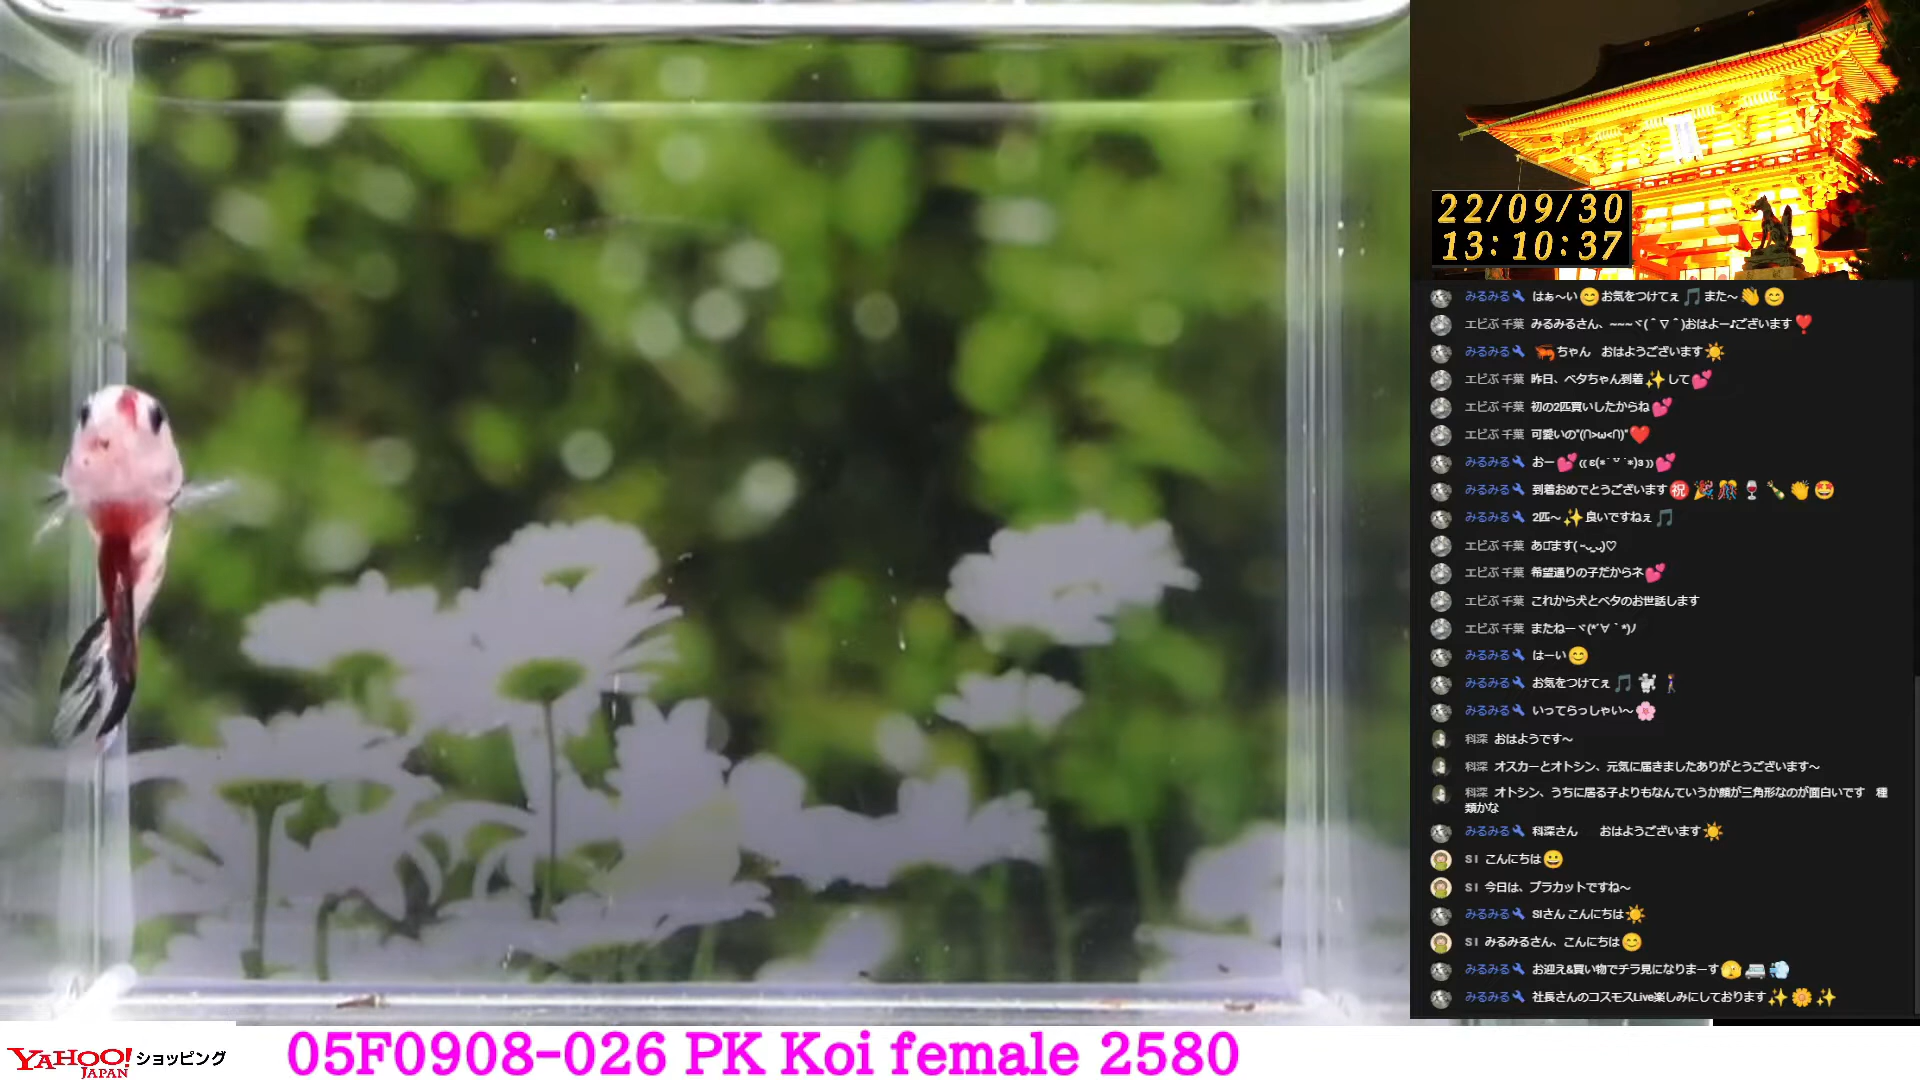 22/09/30
13:10:37
みるみる はぁ～い😊お気をつけてぇ🎵また～👋😊
エビぶ 千葉 みるみるさん、~~~ヾ(＾▽＾)おはよー♪ございます❣️
みるみる 🦐ちゃん　おはようございます☀️
エビぶ 千葉 昨日、ベタちゃん到着✨して💕
エビぶ 千葉 初の2匹買いしたからね💕
エビぶ 千葉 可愛いの"(∩>ω<∩)"❤️
みるみる おー💕
みるみる 到着おめでとうございます㊗️🎉🎊🍷🍾👏🤩
みるみる 2匹～✨良いですねぇ🎵
エビぶ 千葉 希望通りの子だからネ💕
エビぶ 千葉 これから犬とベタのお世話します
エビぶ 千葉 またねーヾ(*´∀｀*)ﾉ
みるみる はーい😊
みるみる お気をつけてぇ🎵🐩🚶‍♀️
みるみる いってらっしゃい～🌸
科深 おはようです～
科深 オスカーとオトシン、元気に届きましたありがとうございます～
科深 オトシン、うちに居る子よりもなんていうか顔が三角形なのが面白いです　種
類かな
みるみる 科深さん　おはようございます☀️
S I こんにちは😀
S I 今日は、プラカットですね～
みるみる SIさん こんにちは☀️
S I みるみるさん、こんにちは😊
みるみる お迎え&買い物でチラ見になりまーす🫣🚐💨
みるみる 社長さんのコスモスLive楽しみにしております✨🌼✨
YAHOO! JAPAN ショッピング
05F0908-026 PK Koi female 2580